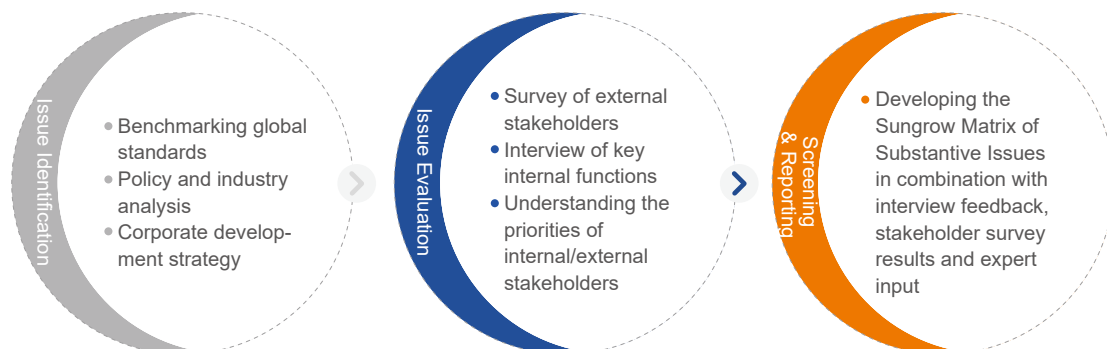 Issue Identification
• Benchmarking global
standards
• Policy and industry
analysis
• Corporate develop-
ment strategy
Issue Evaluation
• Survey of external
stakeholders
• Interview of key
internal functions
• Understanding the
priorities of
internal/external
stakeholders
Screening
& Reporting
• Developing the
Sungrow Matrix of
Substantive Issues
in combination with
interview feedback,
stakeholder survey
results and expert
input